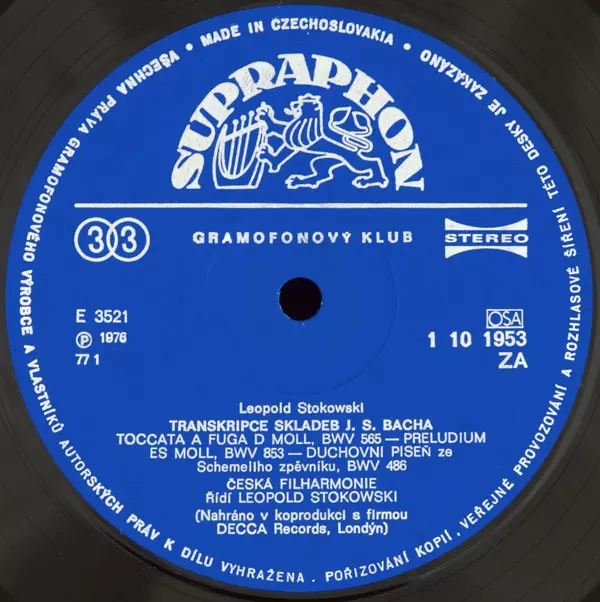 VŠECHNA PRÁVA GRAMOFONOVÉHO VÝROBCE A VLASTNÍKŮ AUTORSKÝCH PRÁV K DÍLU VYHRAŽENA . POŘIZOVÁNÍ KOPIÍ, VEŘEJNÉ PROVOZOVÁNÍ A ROZHLASOVÉ ŠÍŘENÍ TÉTO DESKY JE ZAKÁZÁNO
• MADE IN CZECHOSLOVAKIA •
SUPRAPHON
33
GRAMOFONOVÝ KLUB
STEREO
E 3521
℗ 1976
77 1
OSA
1 10 1953
ZA
Leopold Stokowski
TRANSKRIPCE SKLADEB J. S. BACHA
TOCCATA A FUGA D MOLL, BWV 565 — PRELUDIUM
ES MOLL, BWV 853 — DUCHOVNÍ PÍSEŇ ze
Schemelliho zpěvníku, BWV 486
ČESKÁ FILHARMONIE
Řídí LEOPOLD STOKOWSKI
(Nahráno v koprodukci s firmou
DECCA Records, Londýn)